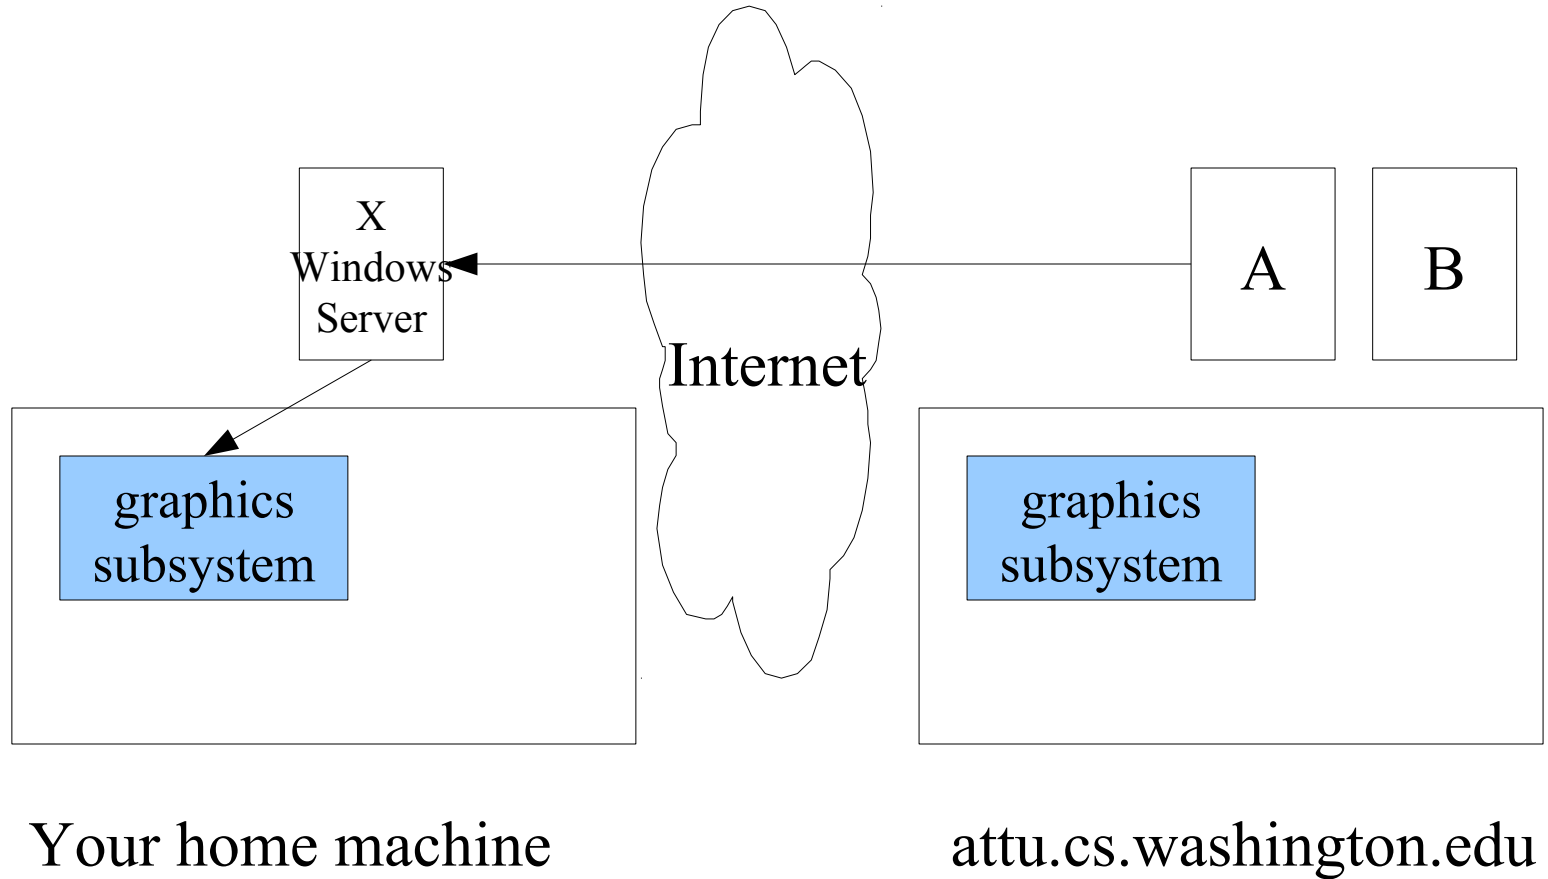 X
Windows
Server
A
B
Internet
graphics
subsystem
graphics
subsystem
Your home machine
attu.cs.washington.edu